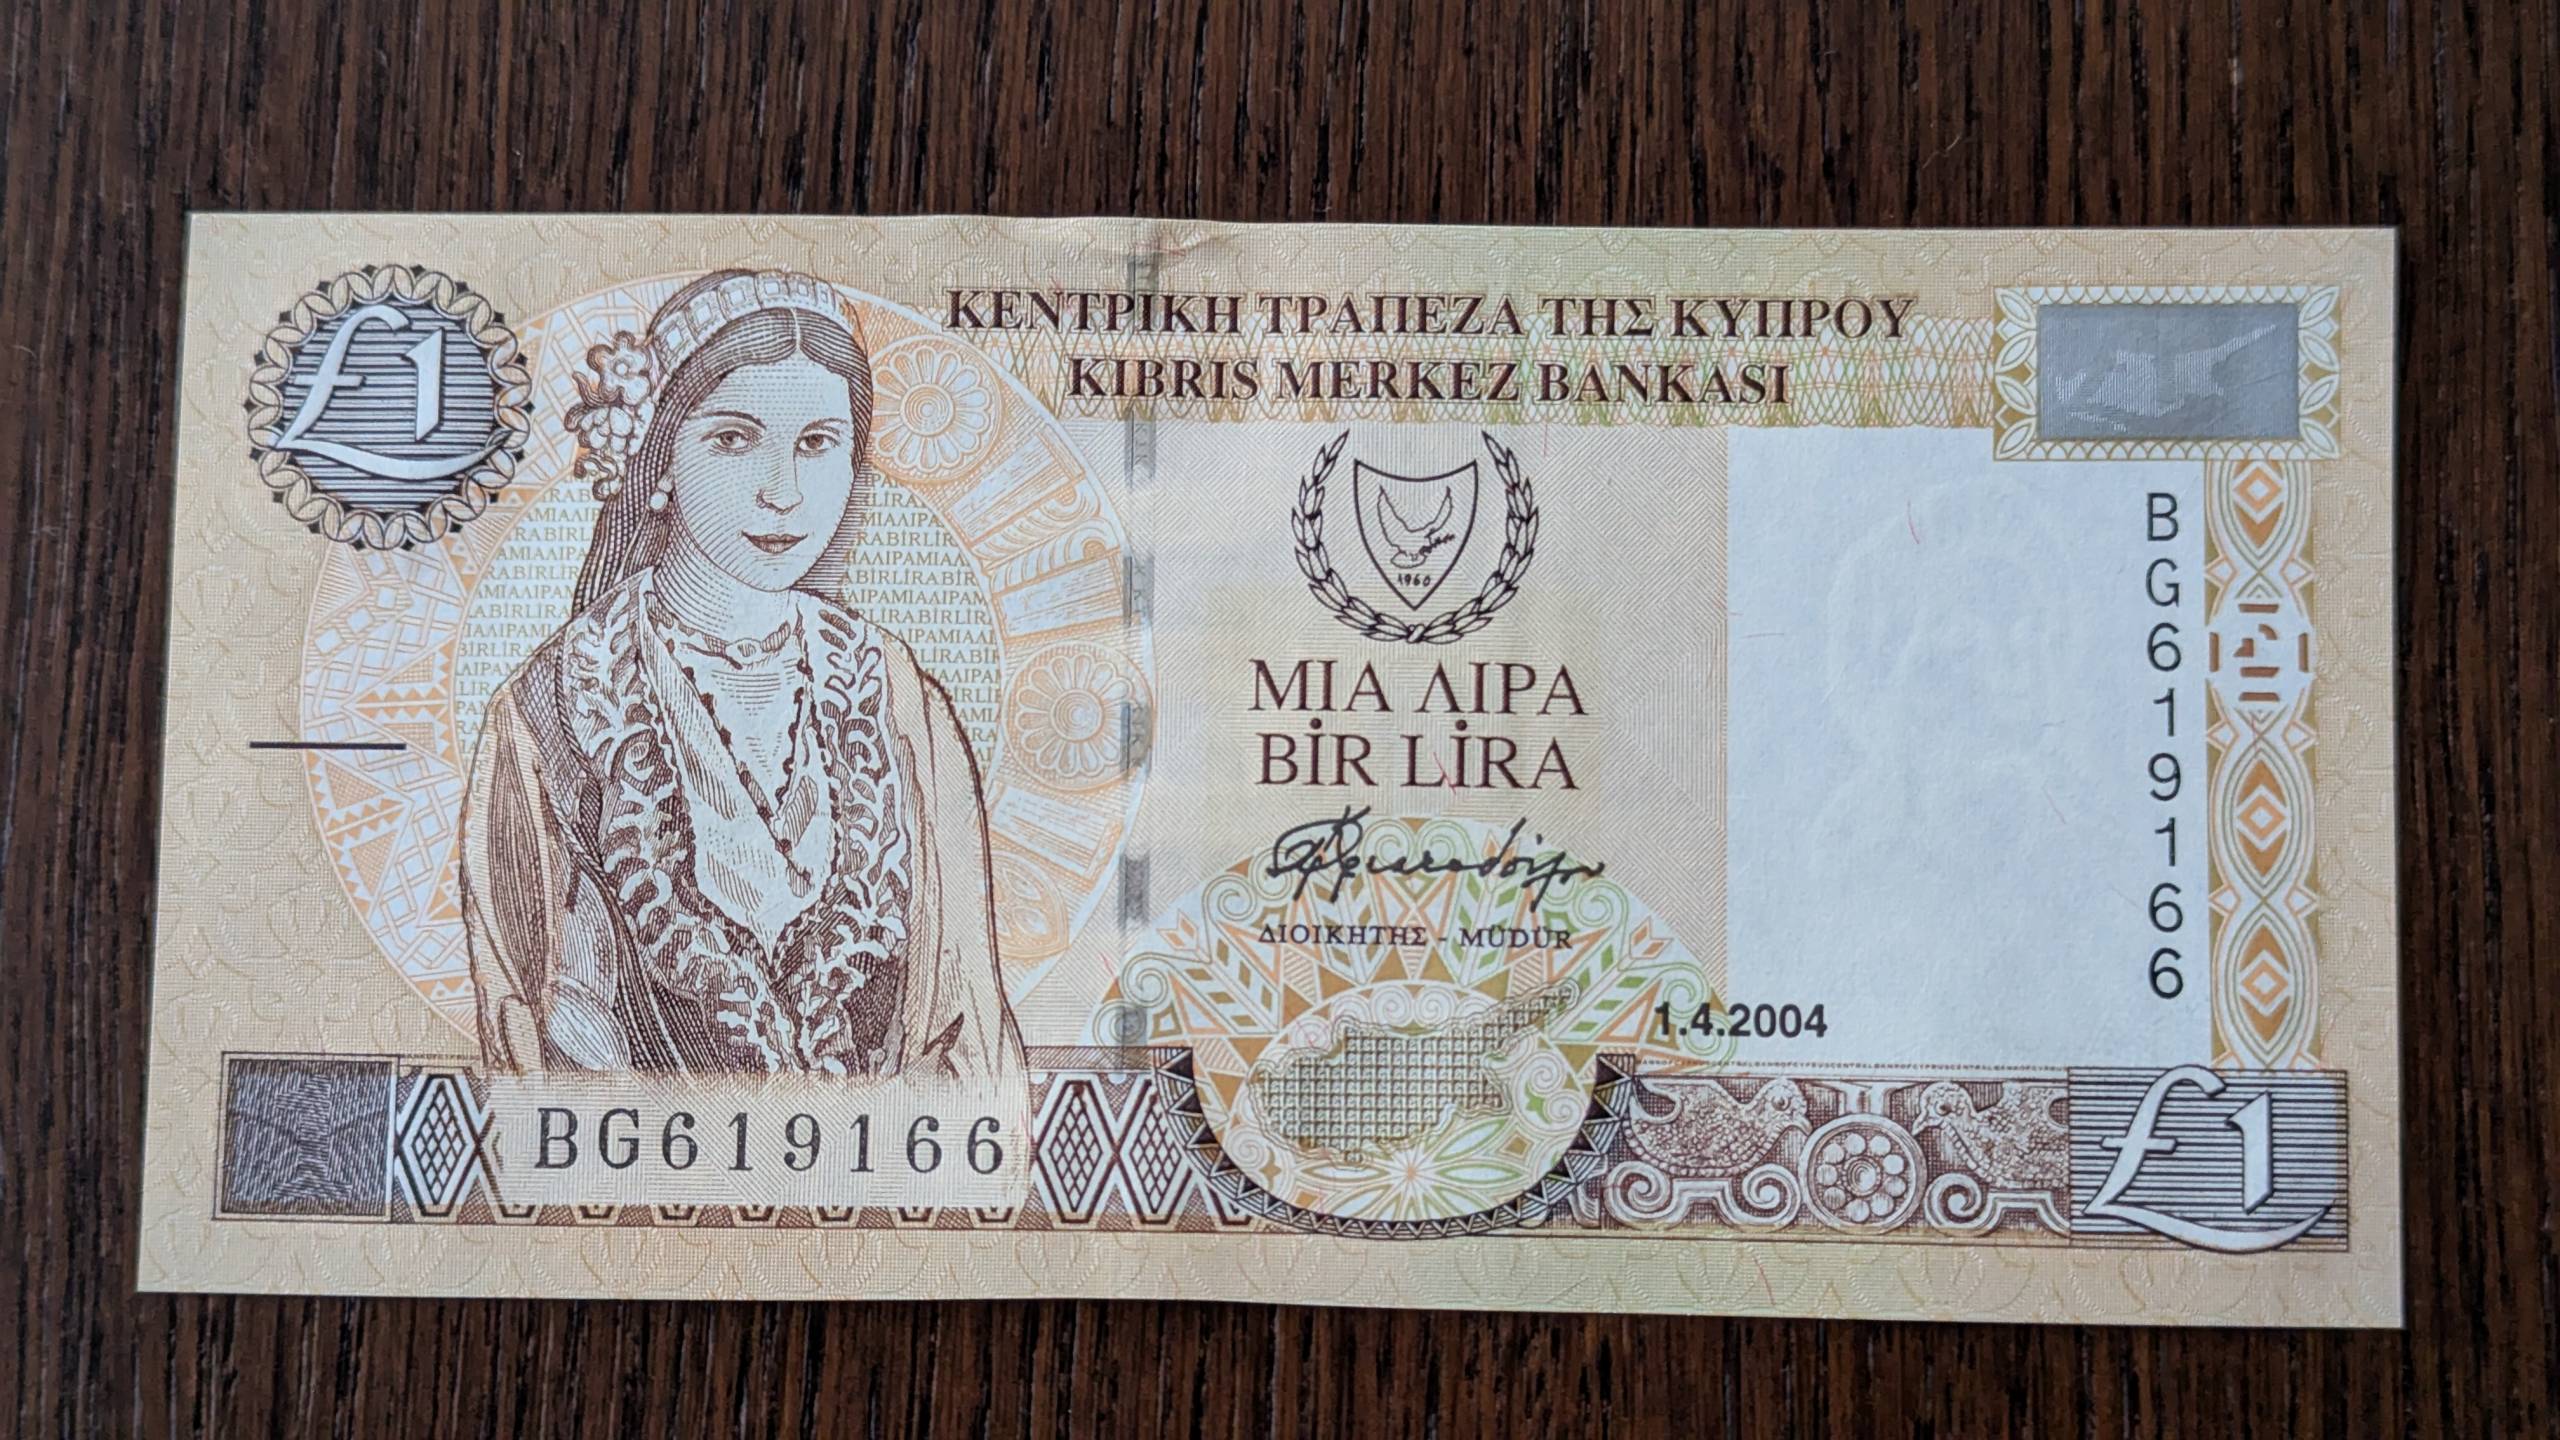 £1
ΚΕΝΤΡΙΚΗ ΤΡΑΠΕΖΑ ΤΗΣ ΚΥΠΡΟΥ
KIBRIS MERKEZ BANKASI
1960
ΜΙΑ ΛΙΡΑ
BİR LİRA
ΔΙΟΙΚΗΤΗΣ - MÜDÜR
1.4.2004
BG619166
BG619166
£1